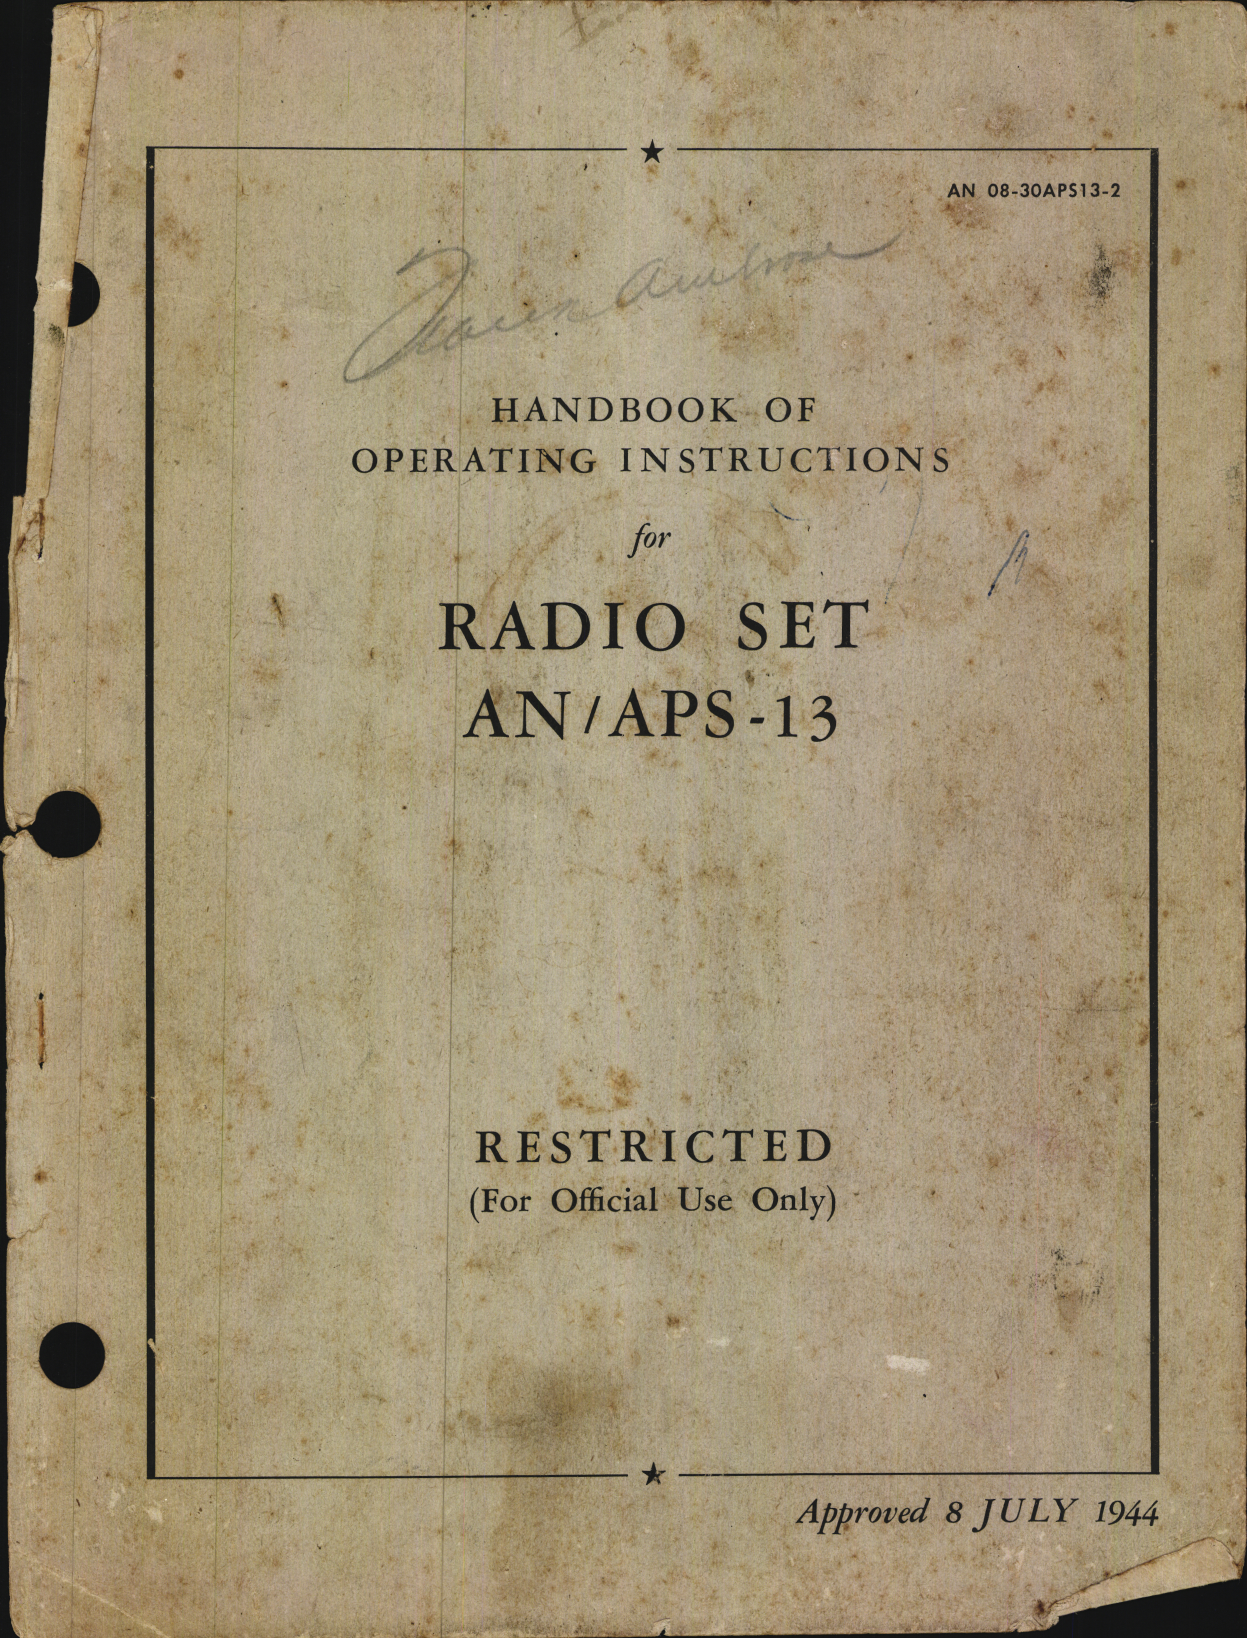 AN 08-30APS13-2
Ambrose
HANDBOOK OF
OPERATING INSTRUCTIONS
for
RADIO SET
AN/APS-13
RESTRICTED
(For Official Use Only)
Approved 8 JULY 1944